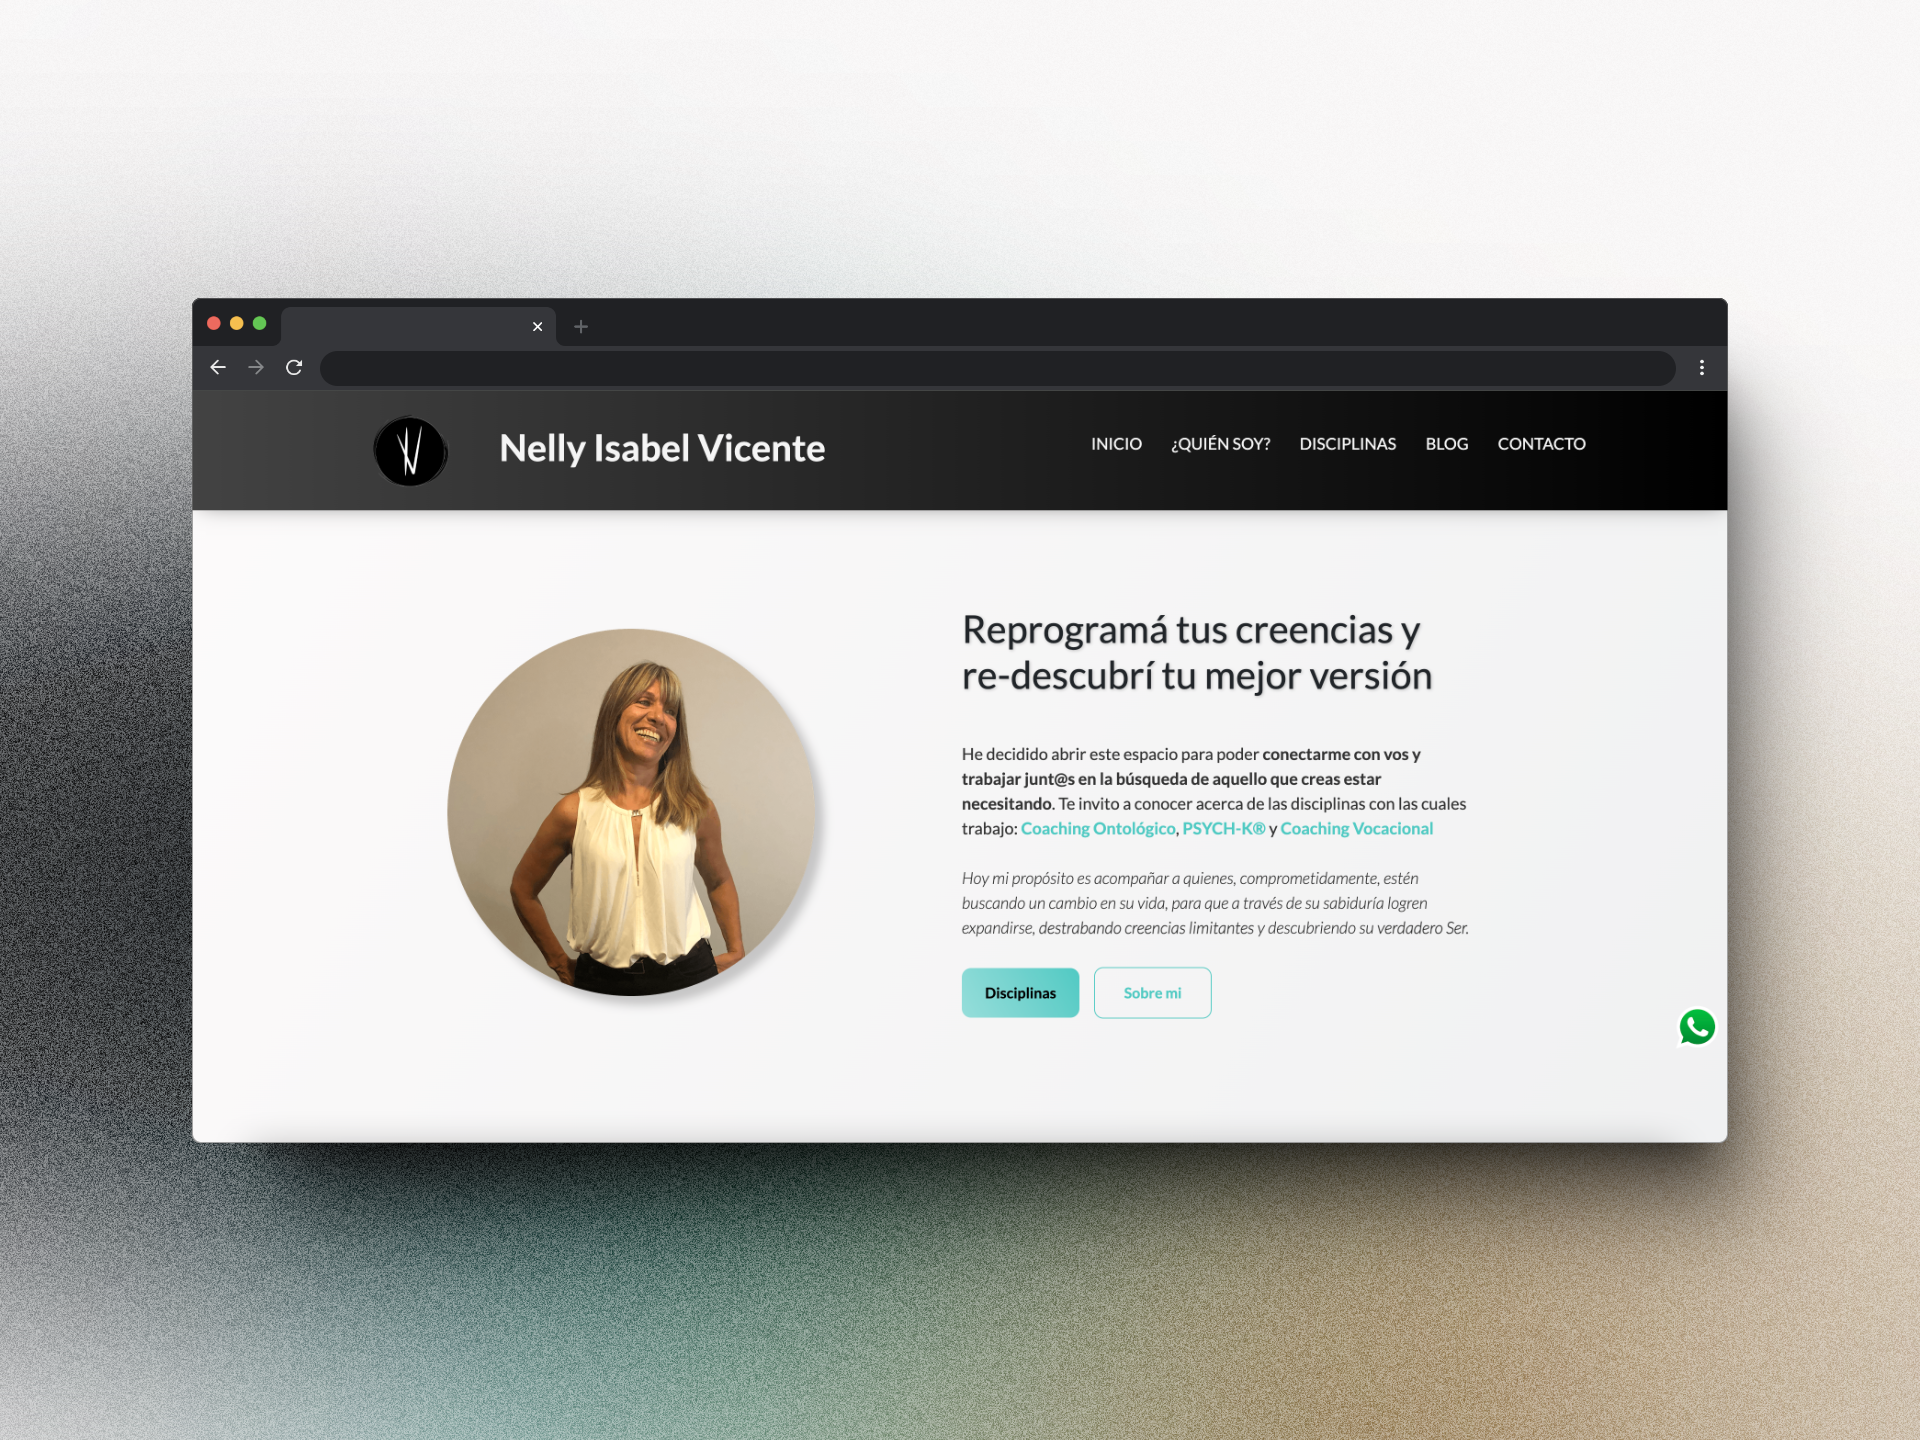 Nelly Isabel Vicente
INICIO ¿QUIÉN SOY? DISCIPLINAS BLOG CONTACTO
Reprogramá tus creencias y
re-descubrí tu mejor versión
He decidido abrir este espacio para poder conectarme con vos y
trabajar junt@s en la búsqueda de aquello que creas estar
necesitando. Te invito a conocer acerca de las disciplinas con las cuales
trabajo: Coaching Ontológico, PSYCH-K® y Coaching Vocacional
Hoy mi propósito es acompañar a quienes, comprometidamente, estén
buscando un cambio en su vida, para que a través de su sabiduría logren
expandirse, destrabando creencias limitantes y descubriendo su verdadero Ser.
Disciplinas Sobre mi